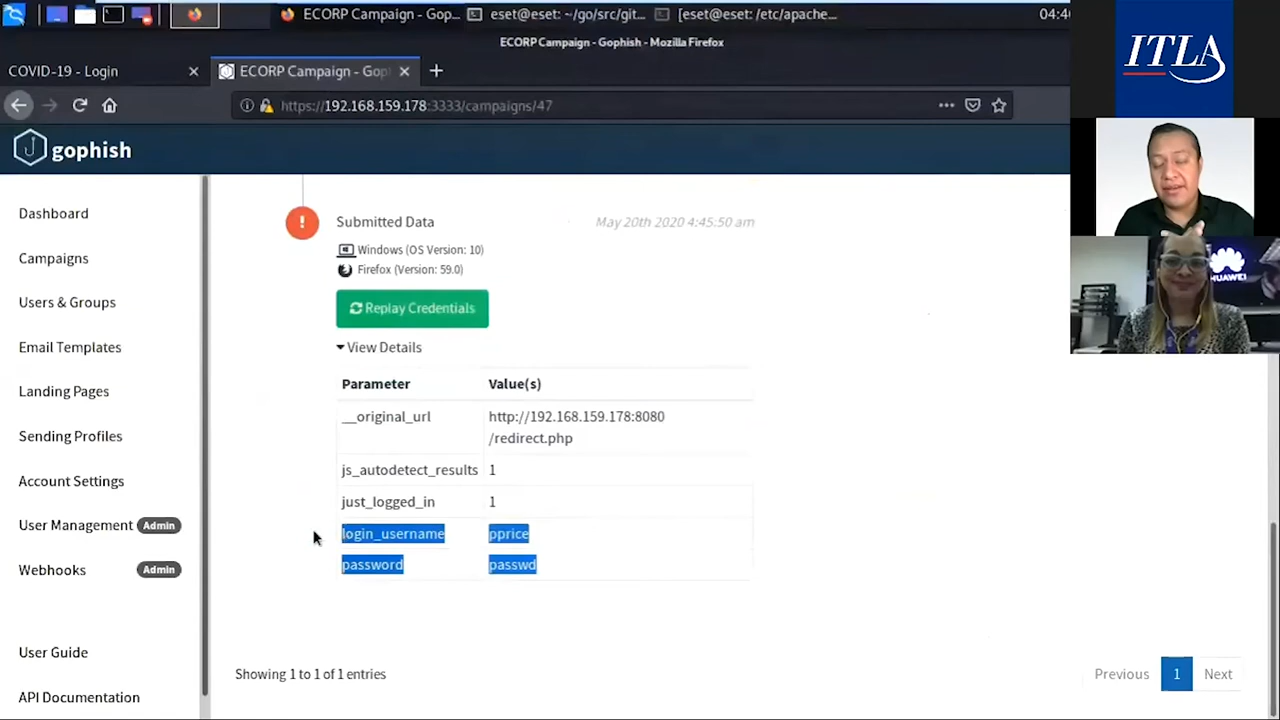 ECORP Campaign - Gop...
eset@eset: ~/go/src/git...
[eset@eset: /etc/apache...
04:4
ECORP Campaign - Gophish - Mozilla Firefox
COVID-19 - Login
ECORP Campaign - Gop
https://192.168.159.178:3333/campaigns/47
gophish
Dashboard
Campaigns
Users & Groups
Email Templates
Landing Pages
Sending Profiles
Account Settings
User Management Admin
Webhooks Admin
User Guide
API Documentation
Submitted Data
May 20th 2020 4:45:50 am
Windows (OS Version: 10)
Firefox (Version: 59.0)
Replay Credentials
View Details
Parameter Value(s)
__original_url http://192.168.159.178:8080
/redirect.php
js_autodetect_results 1
just_logged_in 1
login_username pprice
password passwd
Showing 1 to 1 of 1 entries
Previous 1 Next
ITLA
HUAWEI